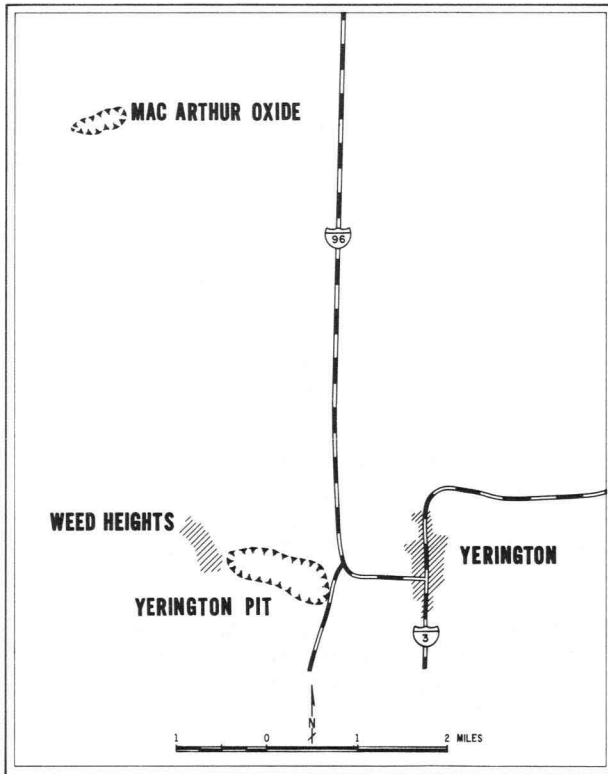 MAC ARTHUR OXIDE
96
WEED HEIGHTS
YERINGTON
YERINGTON PIT
3
N
1 0 1 2 MILES